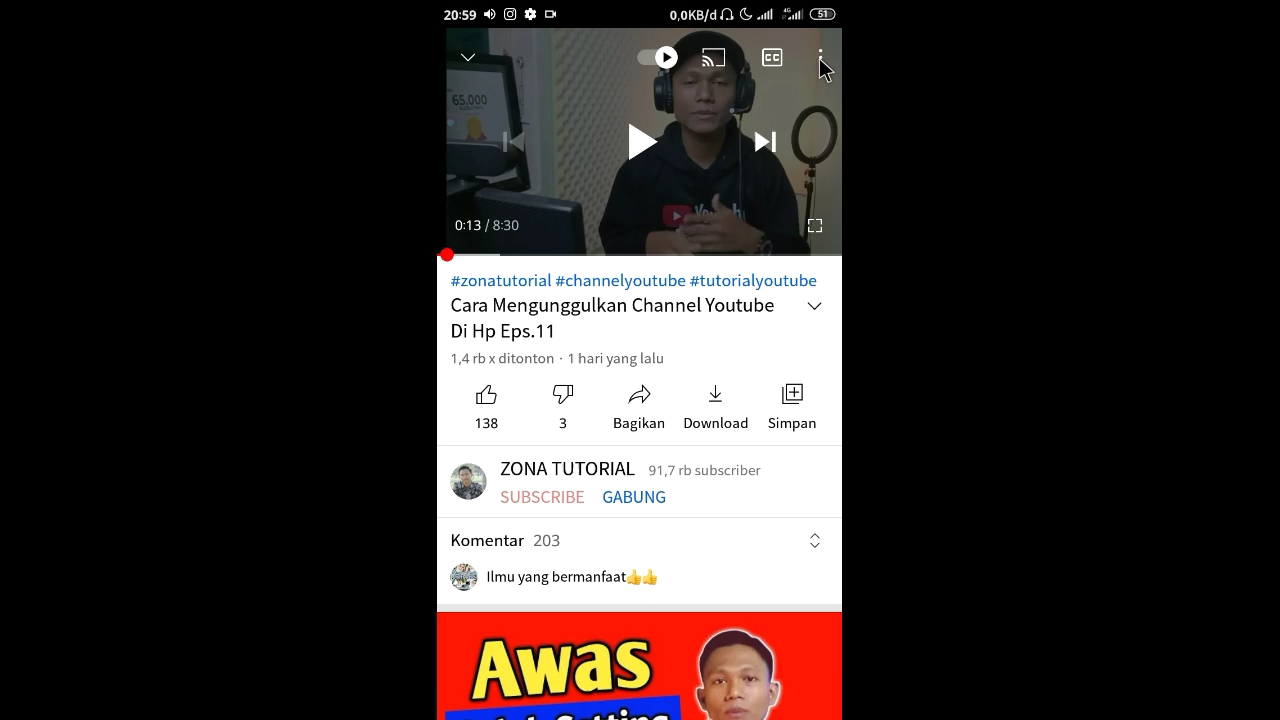 20:59 0,0KB/d 4G 51
CC
65.000
0:13 / 8:30
#zonatutorial #channelyoutube #tutorialyoutube
Cara Mengunggulkan Channel Youtube
Di Hp Eps.11
1,4 rb x ditonton · 1 hari yang lalu
138 3 Bagikan Download Simpan
ZONA TUTORIAL 91,7 rb subscriber
SUBSCRIBE GABUNG
Komentar 203
Ilmu yang bermanfaat👍👍
Awas